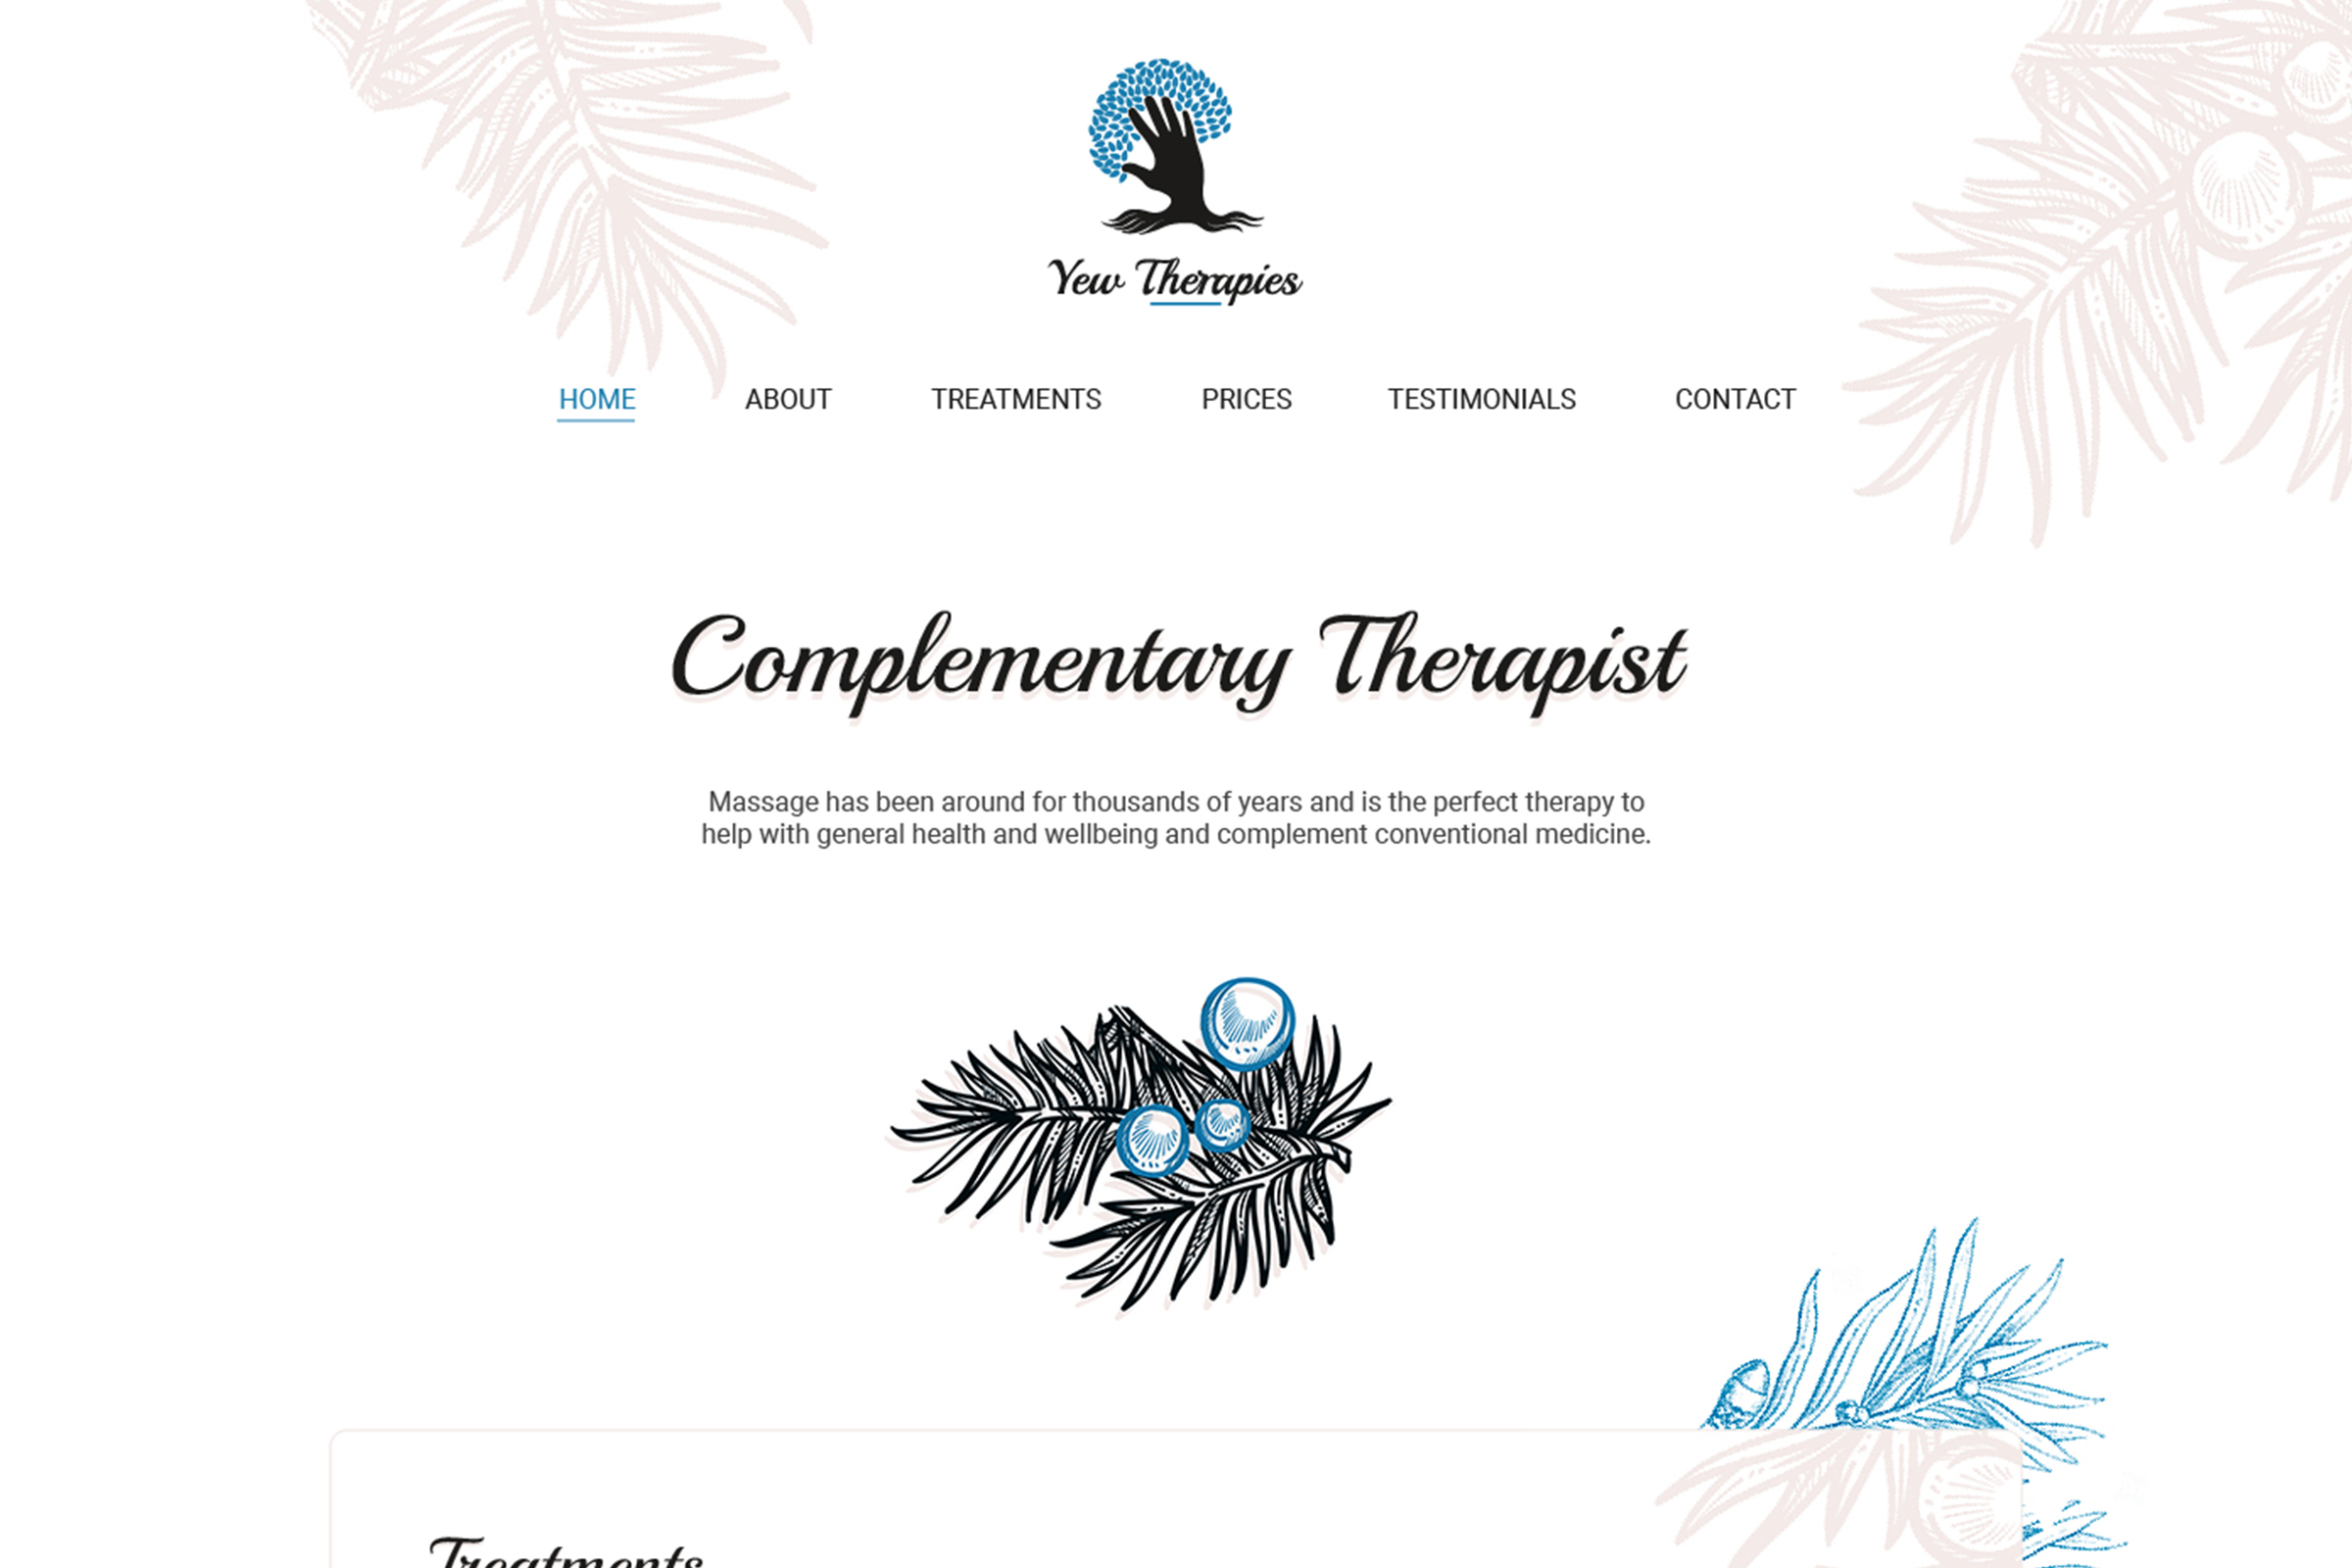 Yew Therapies
HOME ABOUT TREATMENTS PRICES TESTIMONIALS CONTACT
Complementary Therapist
Massage has been around for thousands of years and is the perfect therapy to
help with general health and wellbeing and complement conventional medicine.
Treatments